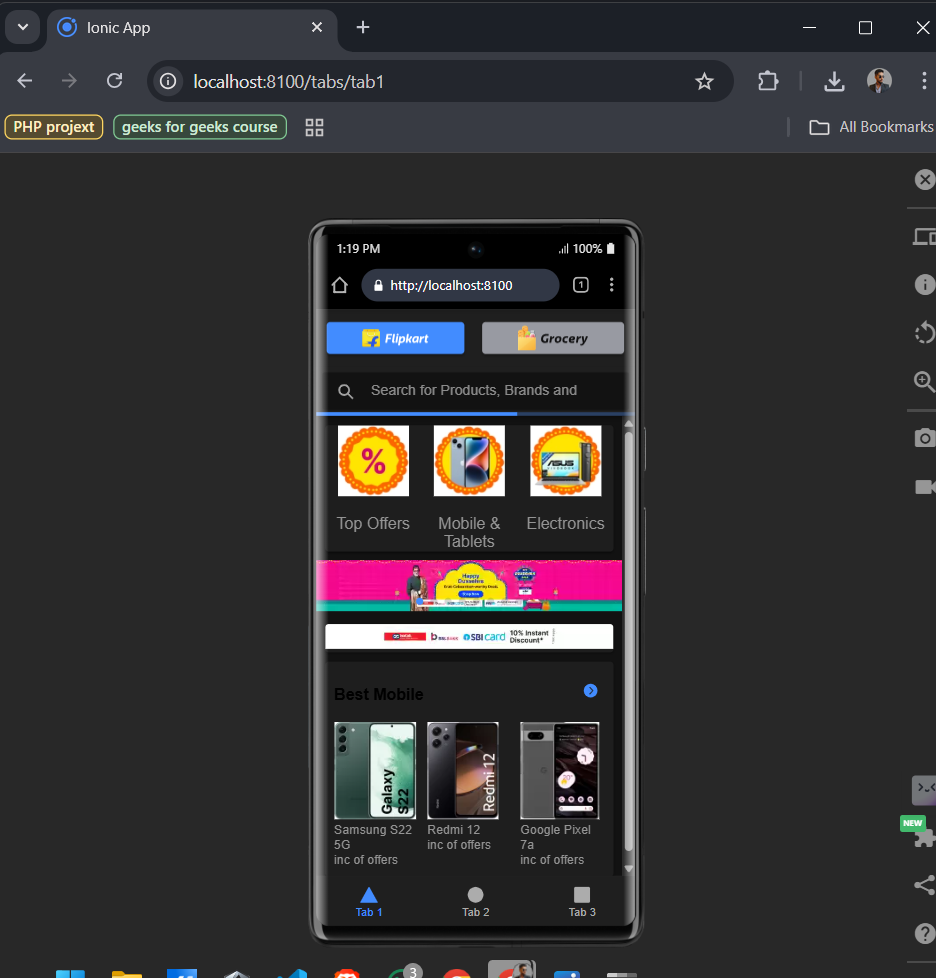 Ionic App
localhost:8100/tabs/tab1
PHP projext
geeks for geeks course
All Bookmarks
1:19 PM
100%
http://localhost:8100
1
Flipkart
Grocery
Search for Products, Brands and
%
ASUS
Top Offers
Mobile &
Tablets
Electronics
Happy
Dussehra
SBI card
10% Instant
Discount*
Best Mobile
Galaxy
S22
Redmi 12
Samsung S22
5G
inc of offers
Redmi 12
inc of offers
Google Pixel
7a
inc of offers
NEW
Tab 1
Tab 2
Tab 3
3